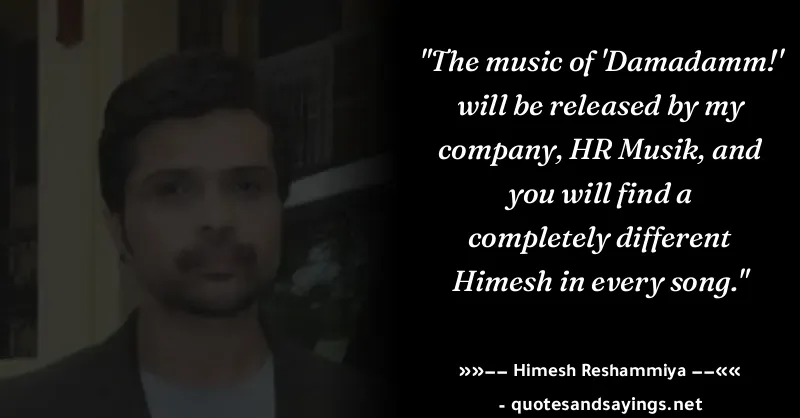 "The music of 'Damadamm!'
will be released by my
company, HR Musik, and
you will find a
completely different
Himesh in every song."
»»−− Himesh Reshammiya −−««
- quotesandsayings.net